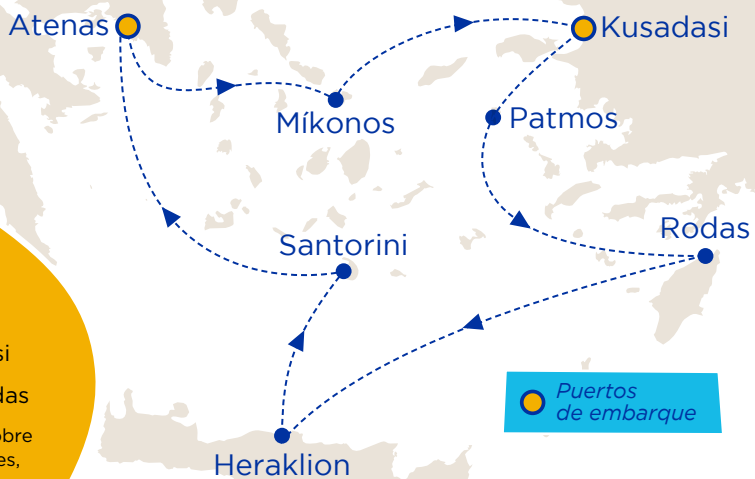 Atenas
Kusadasi
Míkonos
Patmos
Rodas
Santorini
Puertos
de embarque
Heraklion